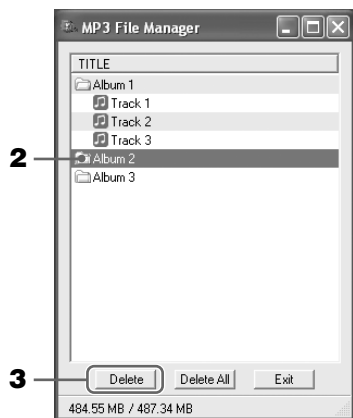 MP3 File Manager
TITLE
Album 1
Track 1
Track 2
Track 3
2
Album 2
Album 3
3
Delete
Delete All
Exit
484.55 MB / 487.34 MB